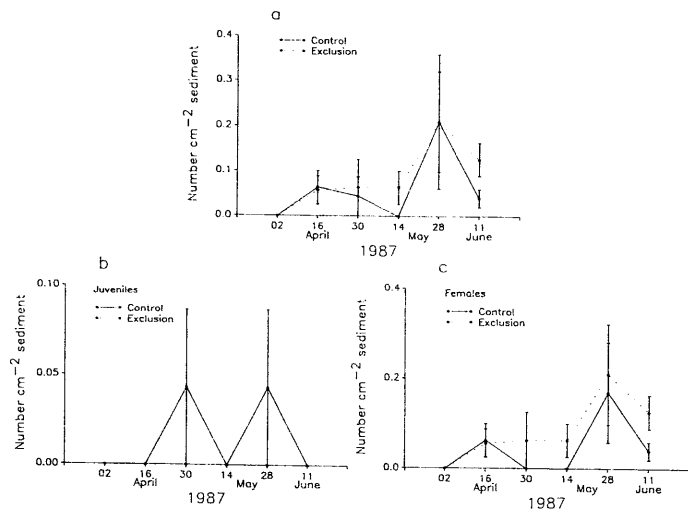 a
Control
Exclusion
Number cm⁻² sediment
0.4
0.3
0.2
0.1
0.0
02 16 30 14 28 11
April May June
1987
b
Juveniles
Control
Exclusion
Number cm⁻² sediment
0.10
0.05
0.00
02 16 30 14 28 11
April May June
1987
c
Females
Control
Exclusion
Number cm⁻² sediment
0.4
0.2
0.0
02 16 30 14 28 11
April May June
1987